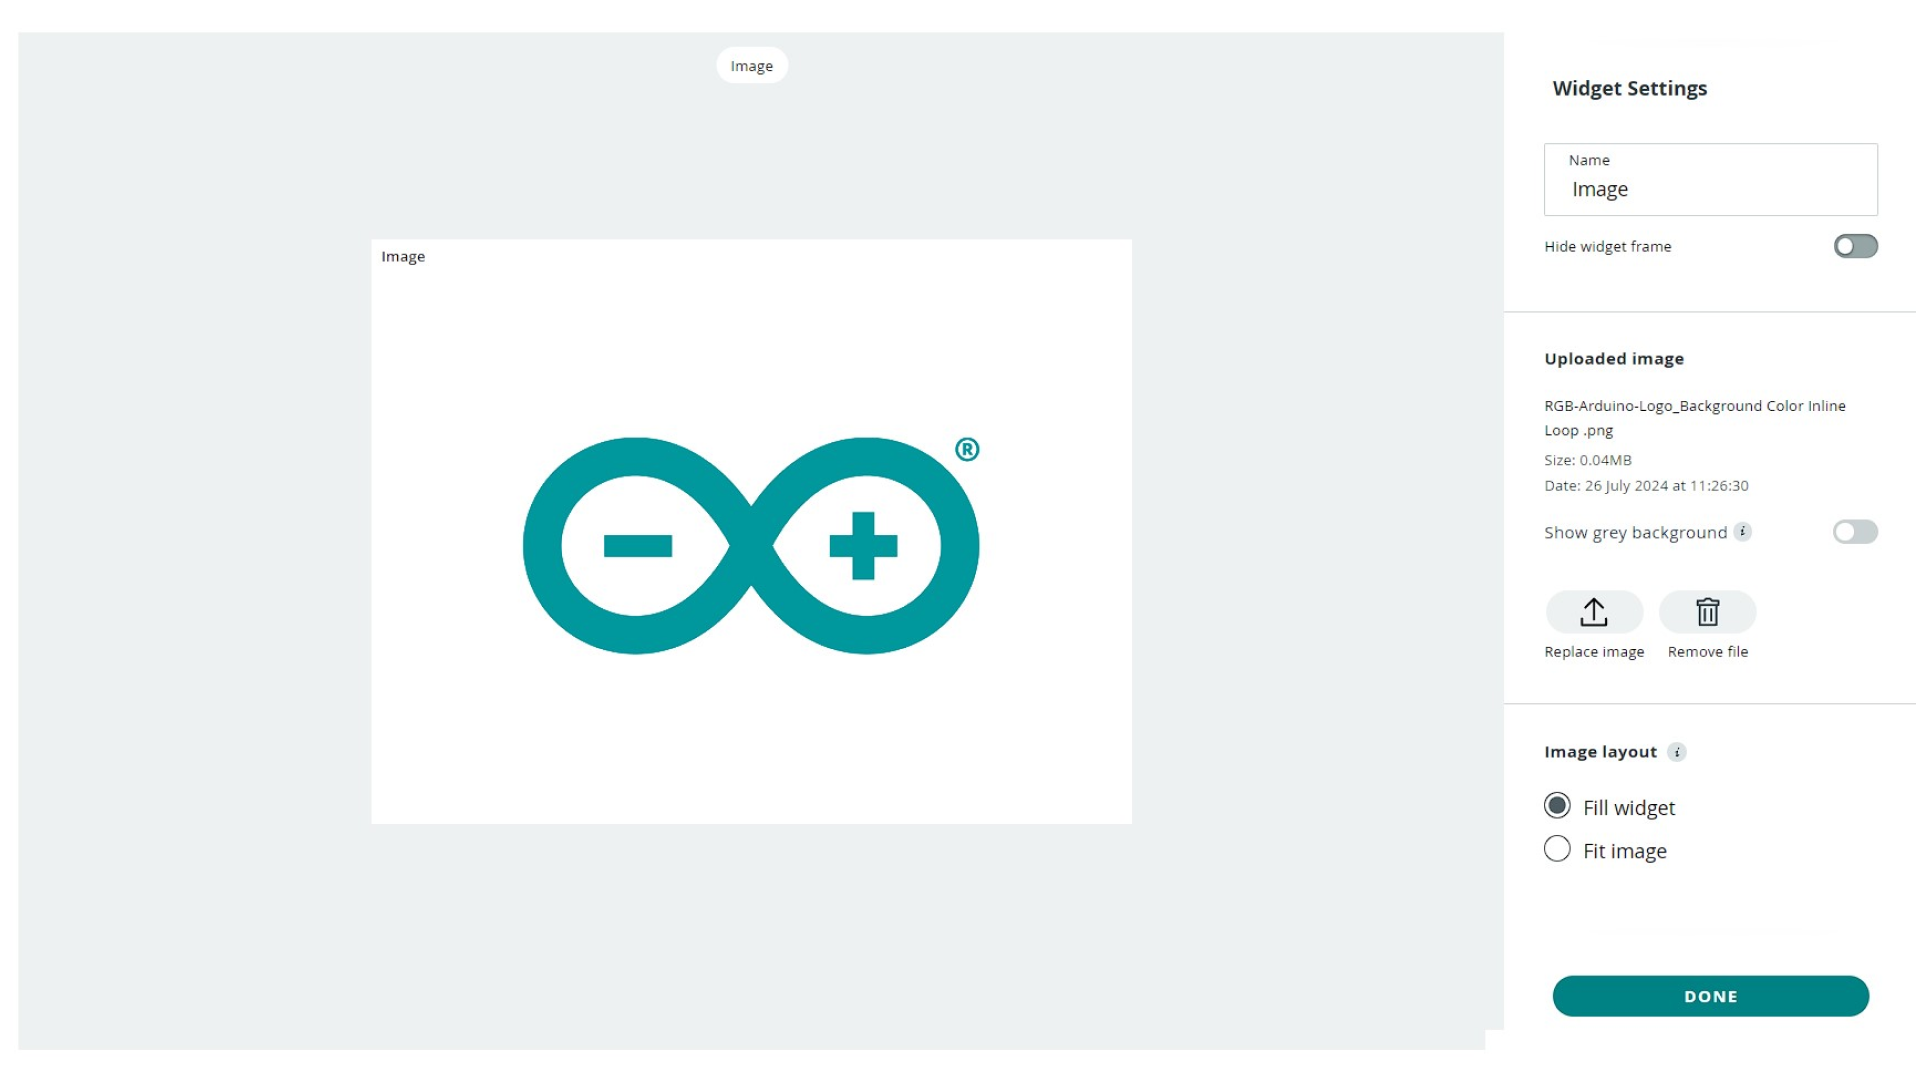 Image
Widget Settings
Name
Image
Hide widget frame
Image
®
Uploaded image
RGB-Arduino-Logo_Background Color Inline
Loop .png
Size: 0.04MB
Date: 26 July 2024 at 11:26:30
Show grey background i
Replace image Remove file
Image layout i
Fill widget
Fit image
DONE